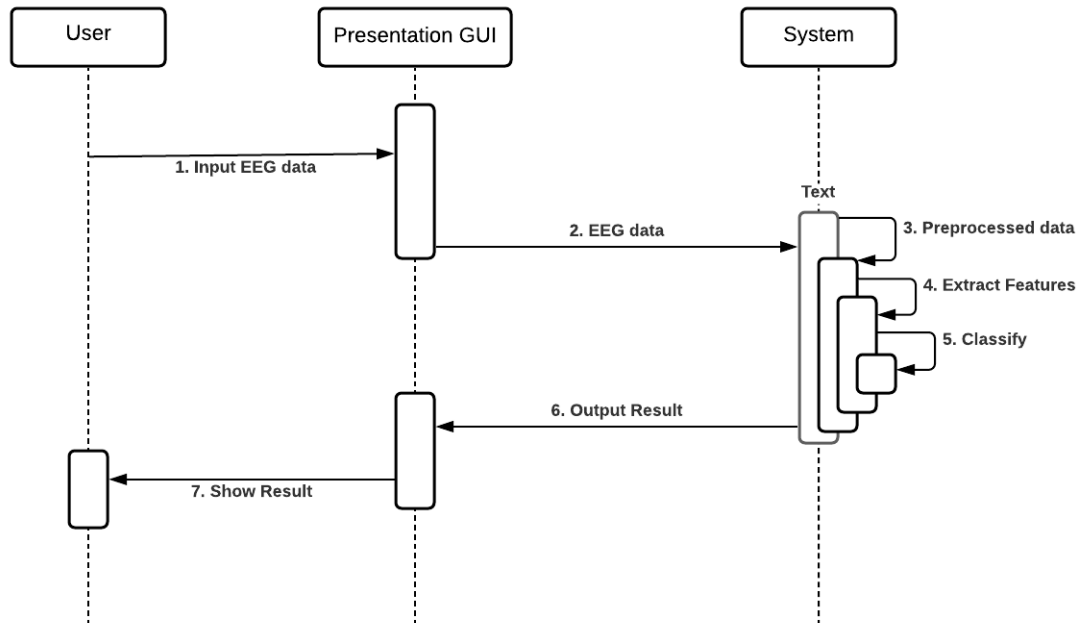 User
Presentation GUI
System
1. Input EEG data
Text
3. Preprocessed data
2. EEG data
4. Extract Features
5. Classify
6. Output Result
7. Show Result